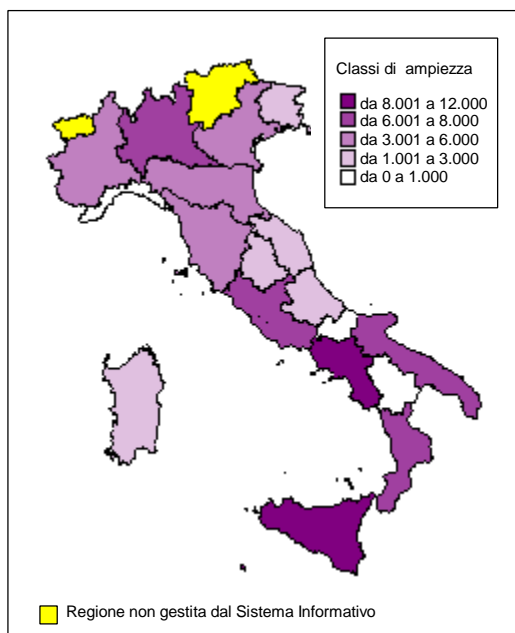 Classi di ampiezza
da 8.001 a 12.000
da 6.001 a 8.000
da 3.001 a 6.000
da 1.001 a 3.000
da 0 a 1.000
Regione non gestita dal Sistema Informativo